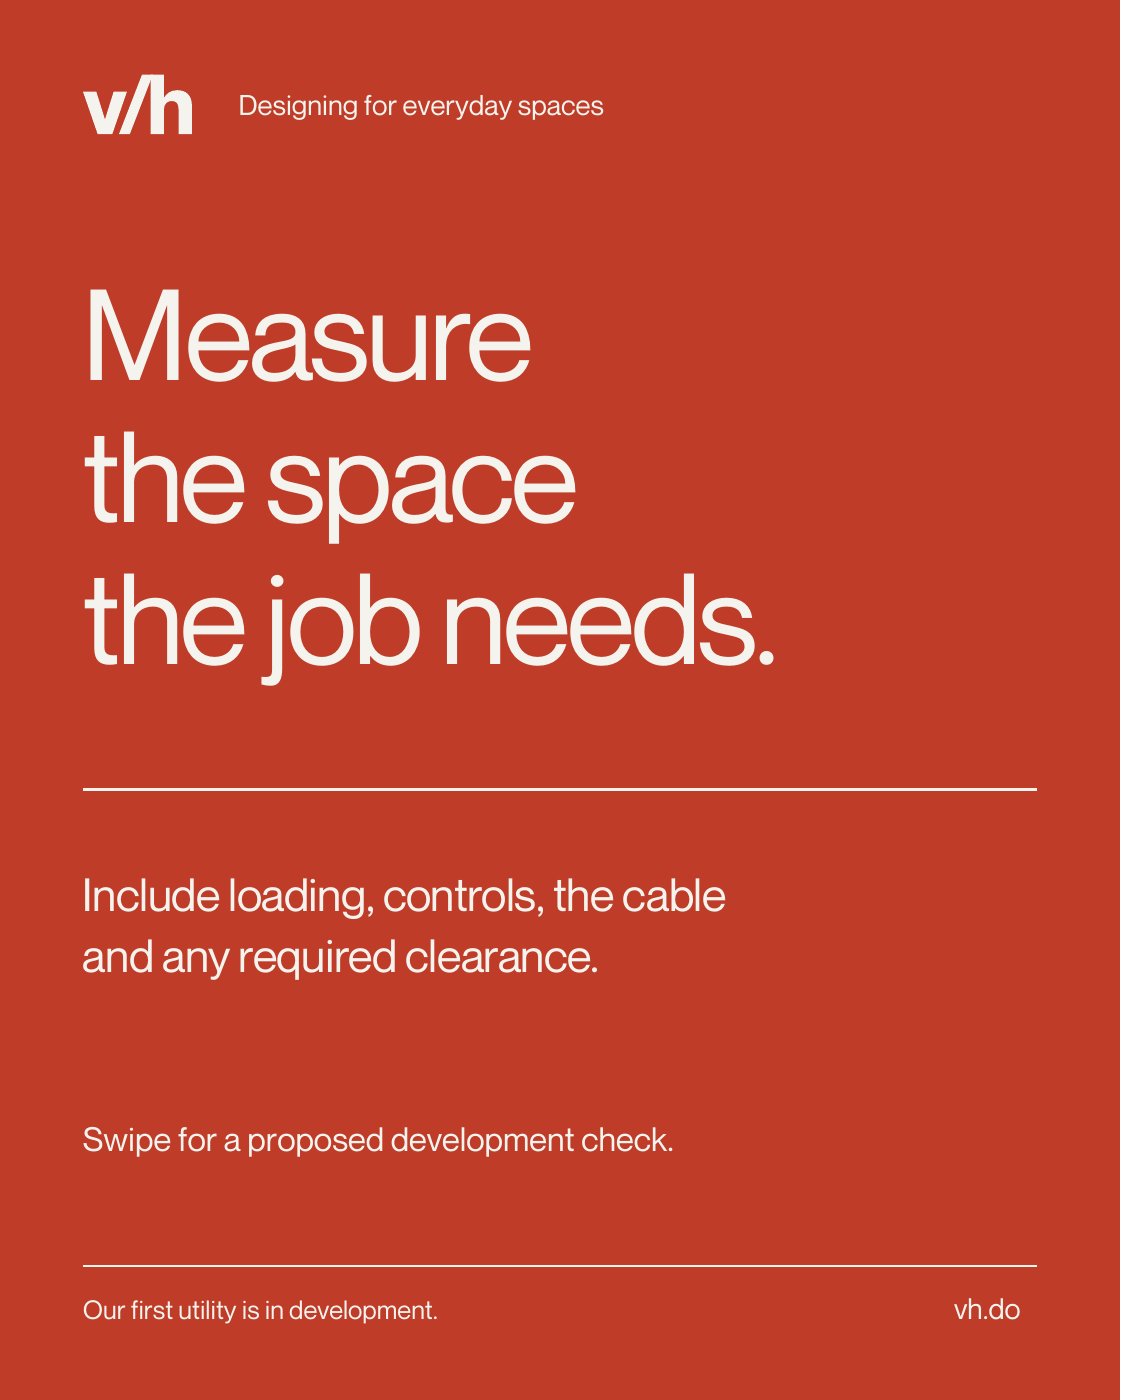 v/h
Designing for everyday spaces
Measure
the space
the job needs.
Include loading, controls, the cable
and any required clearance.
Swipe for a proposed development check.
Our first utility is in development.
vh.do